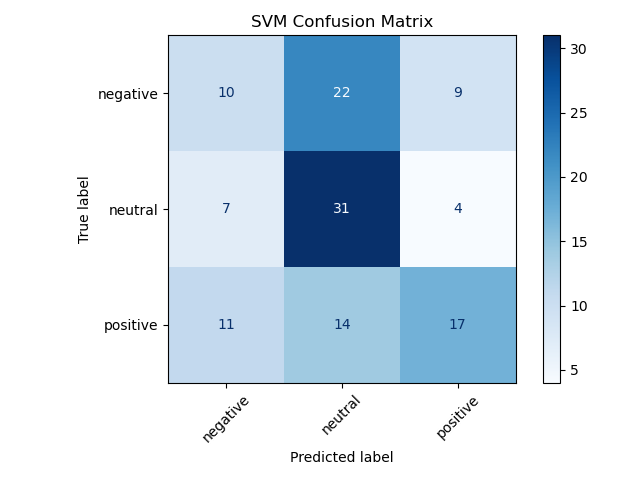 SVM Confusion Matrix
True label
negative 10 22 9
neutral 7 31 4
positive 11 14 17
negative neutral positive
Predicted label
30
25
20
15
10
5